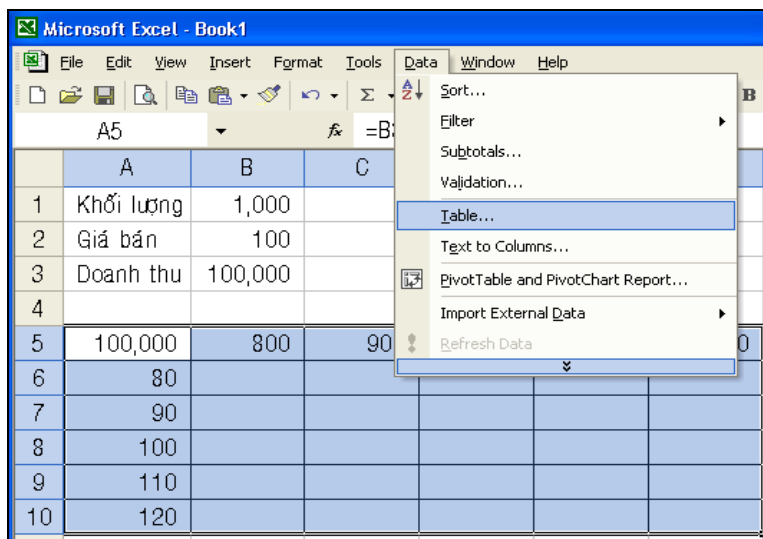 Microsoft Excel - Book1
File Edit View Insert Format Tools Data Window Help
Σ B
A5 fx =B
A B C
1 Khối lượng 1,000
2 Giá bán 100
3 Doanh thu 100,000
4
5 100,000 800 90 0
6 80
7 90
8 100
9 110
10 120
Sort...
Filter
Subtotals...
Validation...
Table...
Text to Columns...
PivotTable and PivotChart Report...
Import External Data
Refresh Data